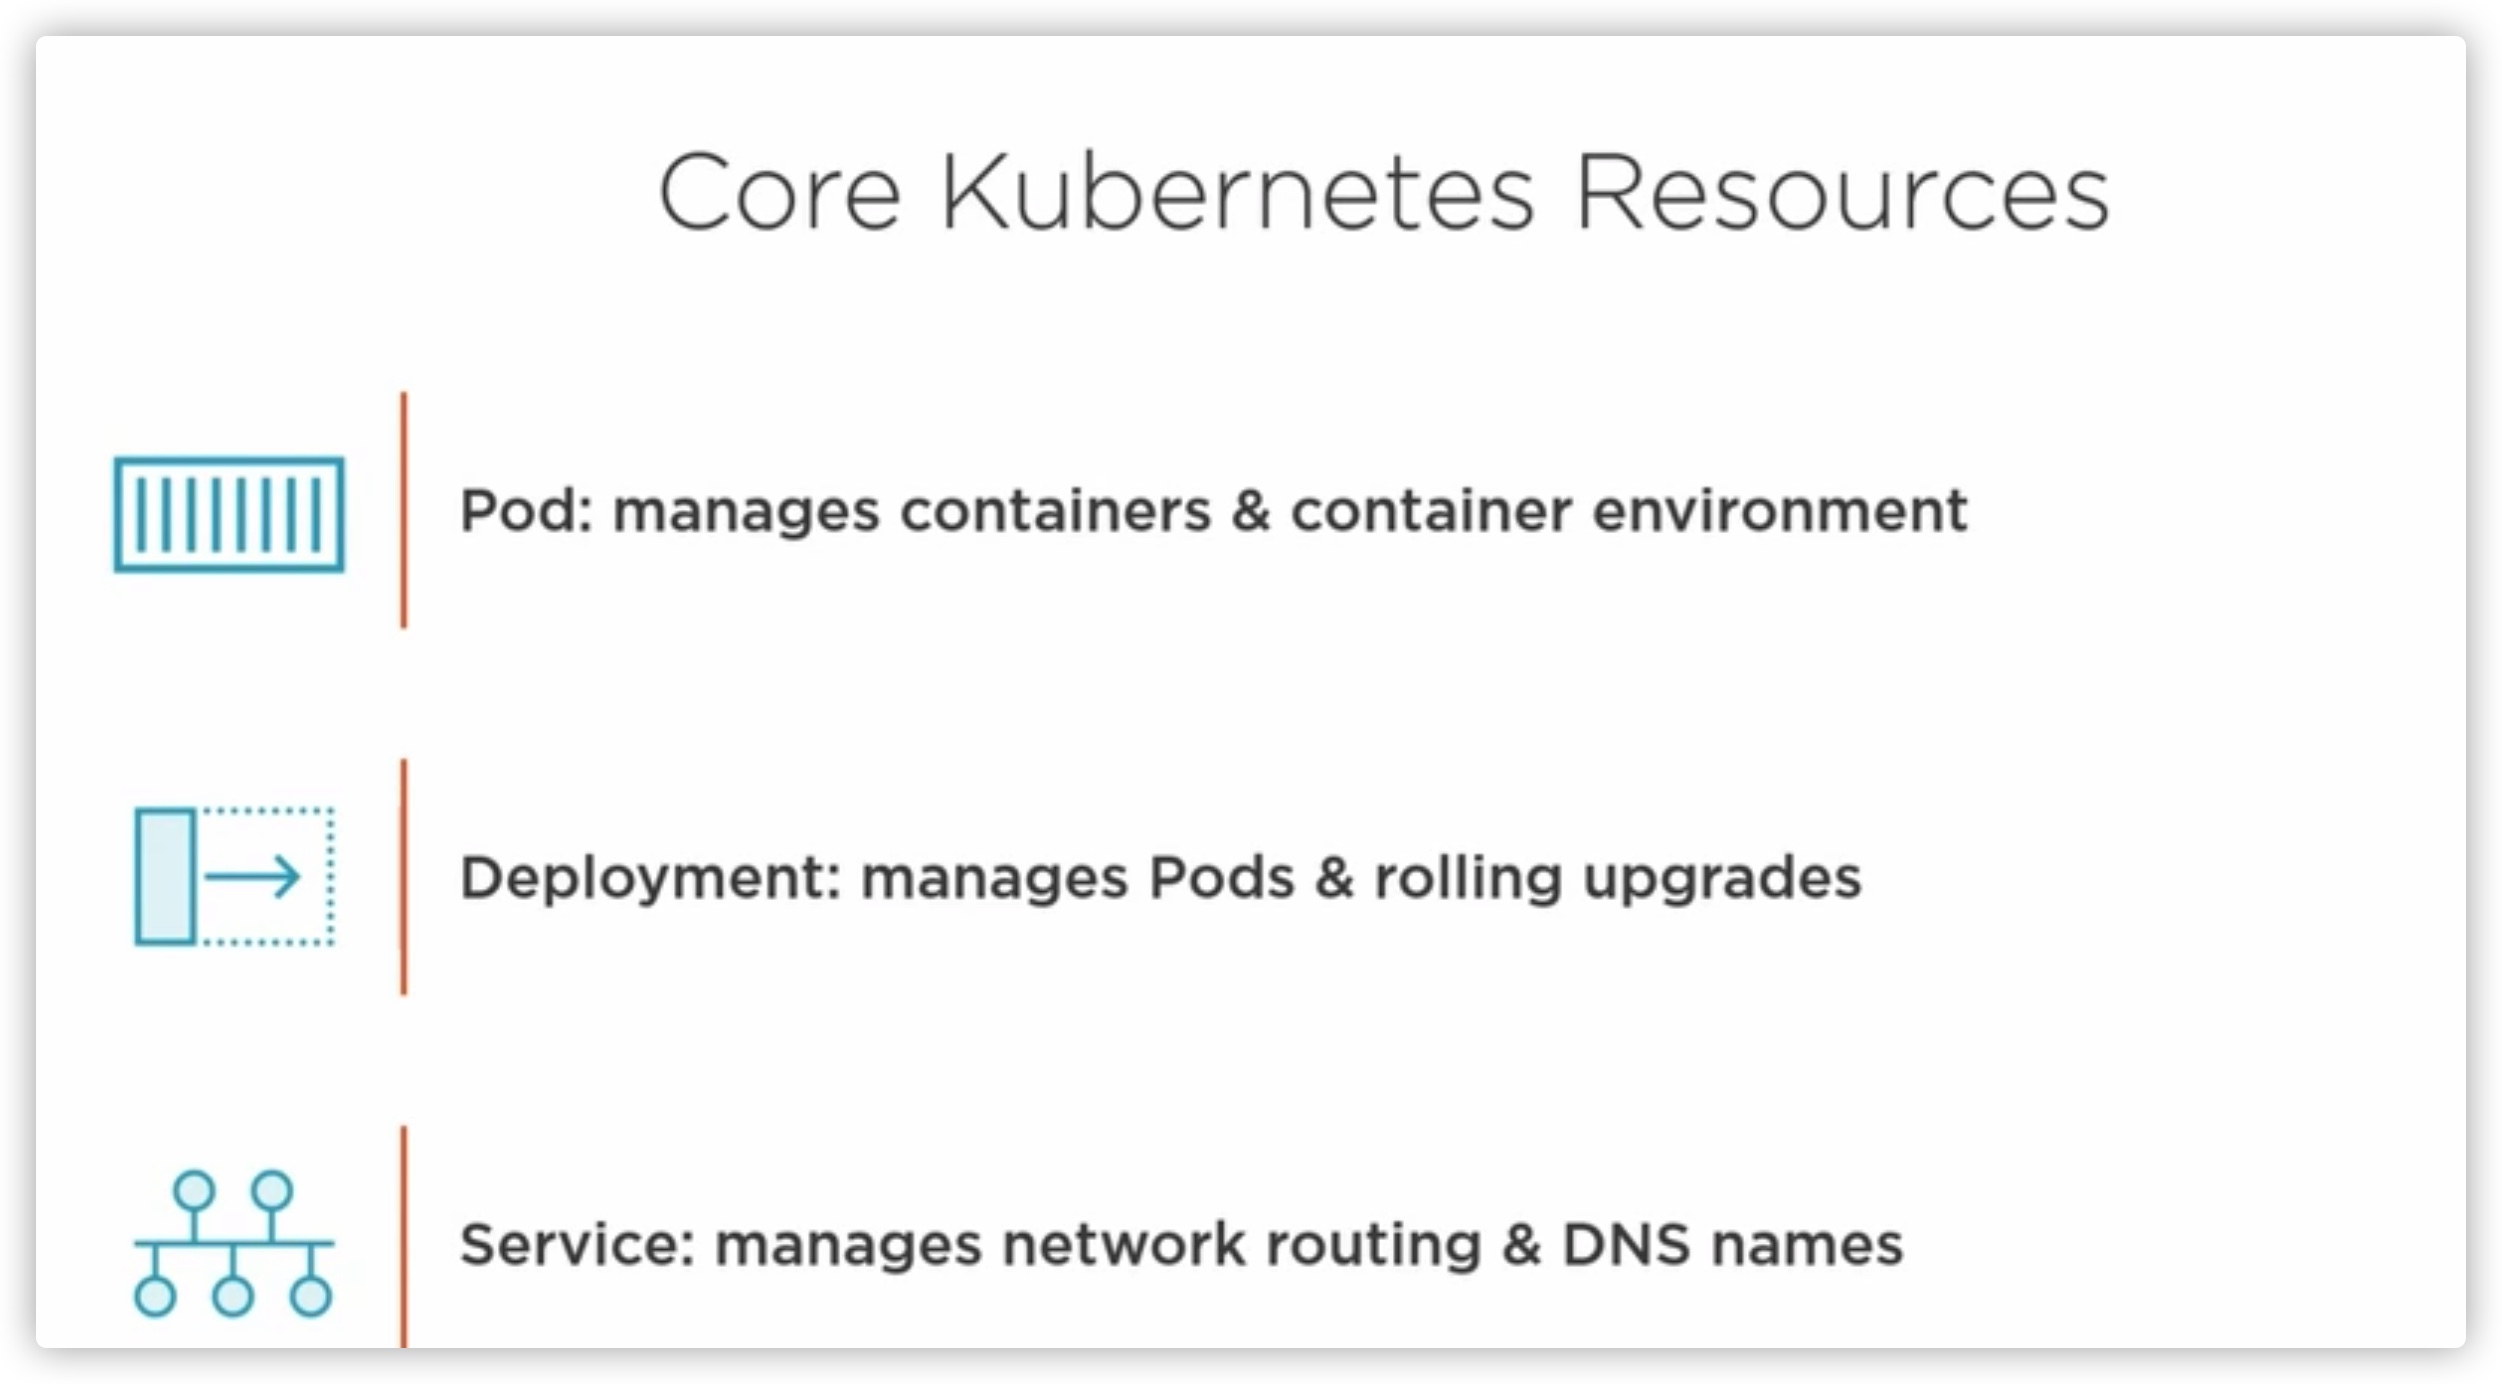 Core Kubernetes Resources
Pod: manages containers & container environment
Deployment: manages Pods & rolling upgrades
Service: manages network routing & DNS names